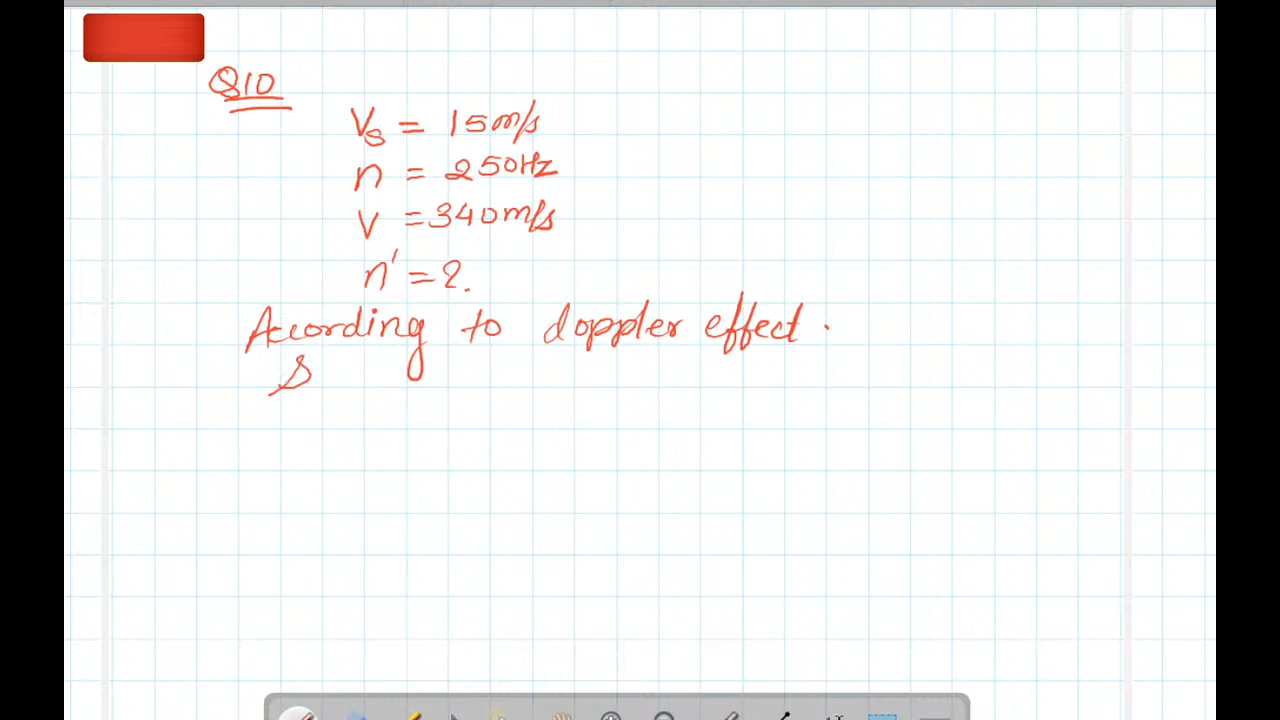 Q10
Vs = 15m/s
n = 250Hz
V = 340m/s
n' = ?
According to doppler effect.
S